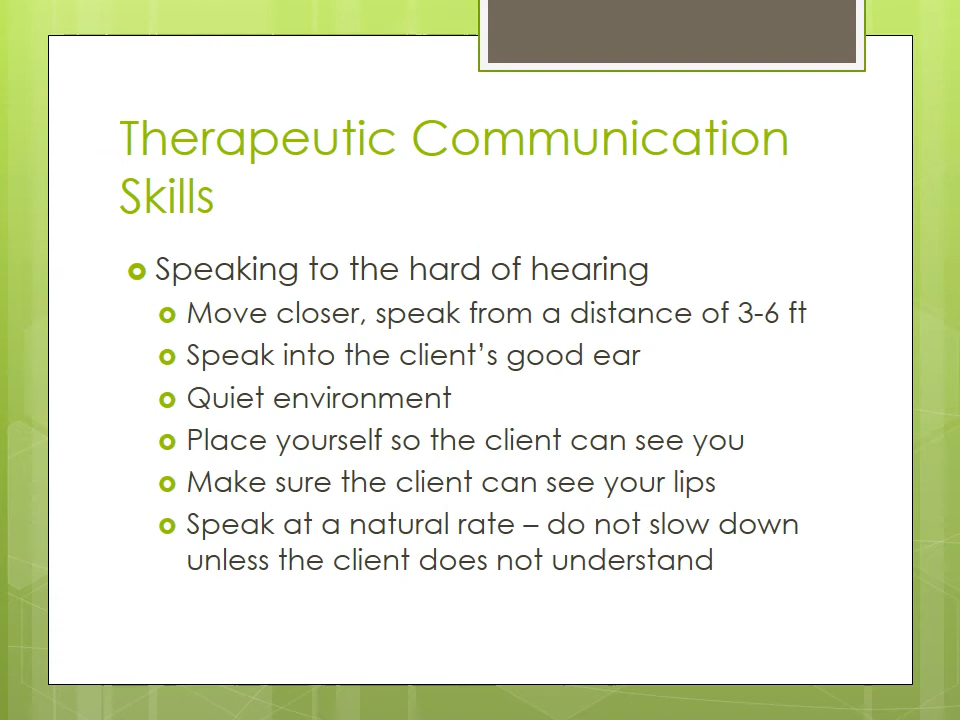 Therapeutic Communication
Skills
Speaking to the hard of hearing
Move closer, speak from a distance of 3-6 ft
Speak into the client’s good ear
Quiet environment
Place yourself so the client can see you
Make sure the client can see your lips
Speak at a natural rate – do not slow down
unless the client does not understand